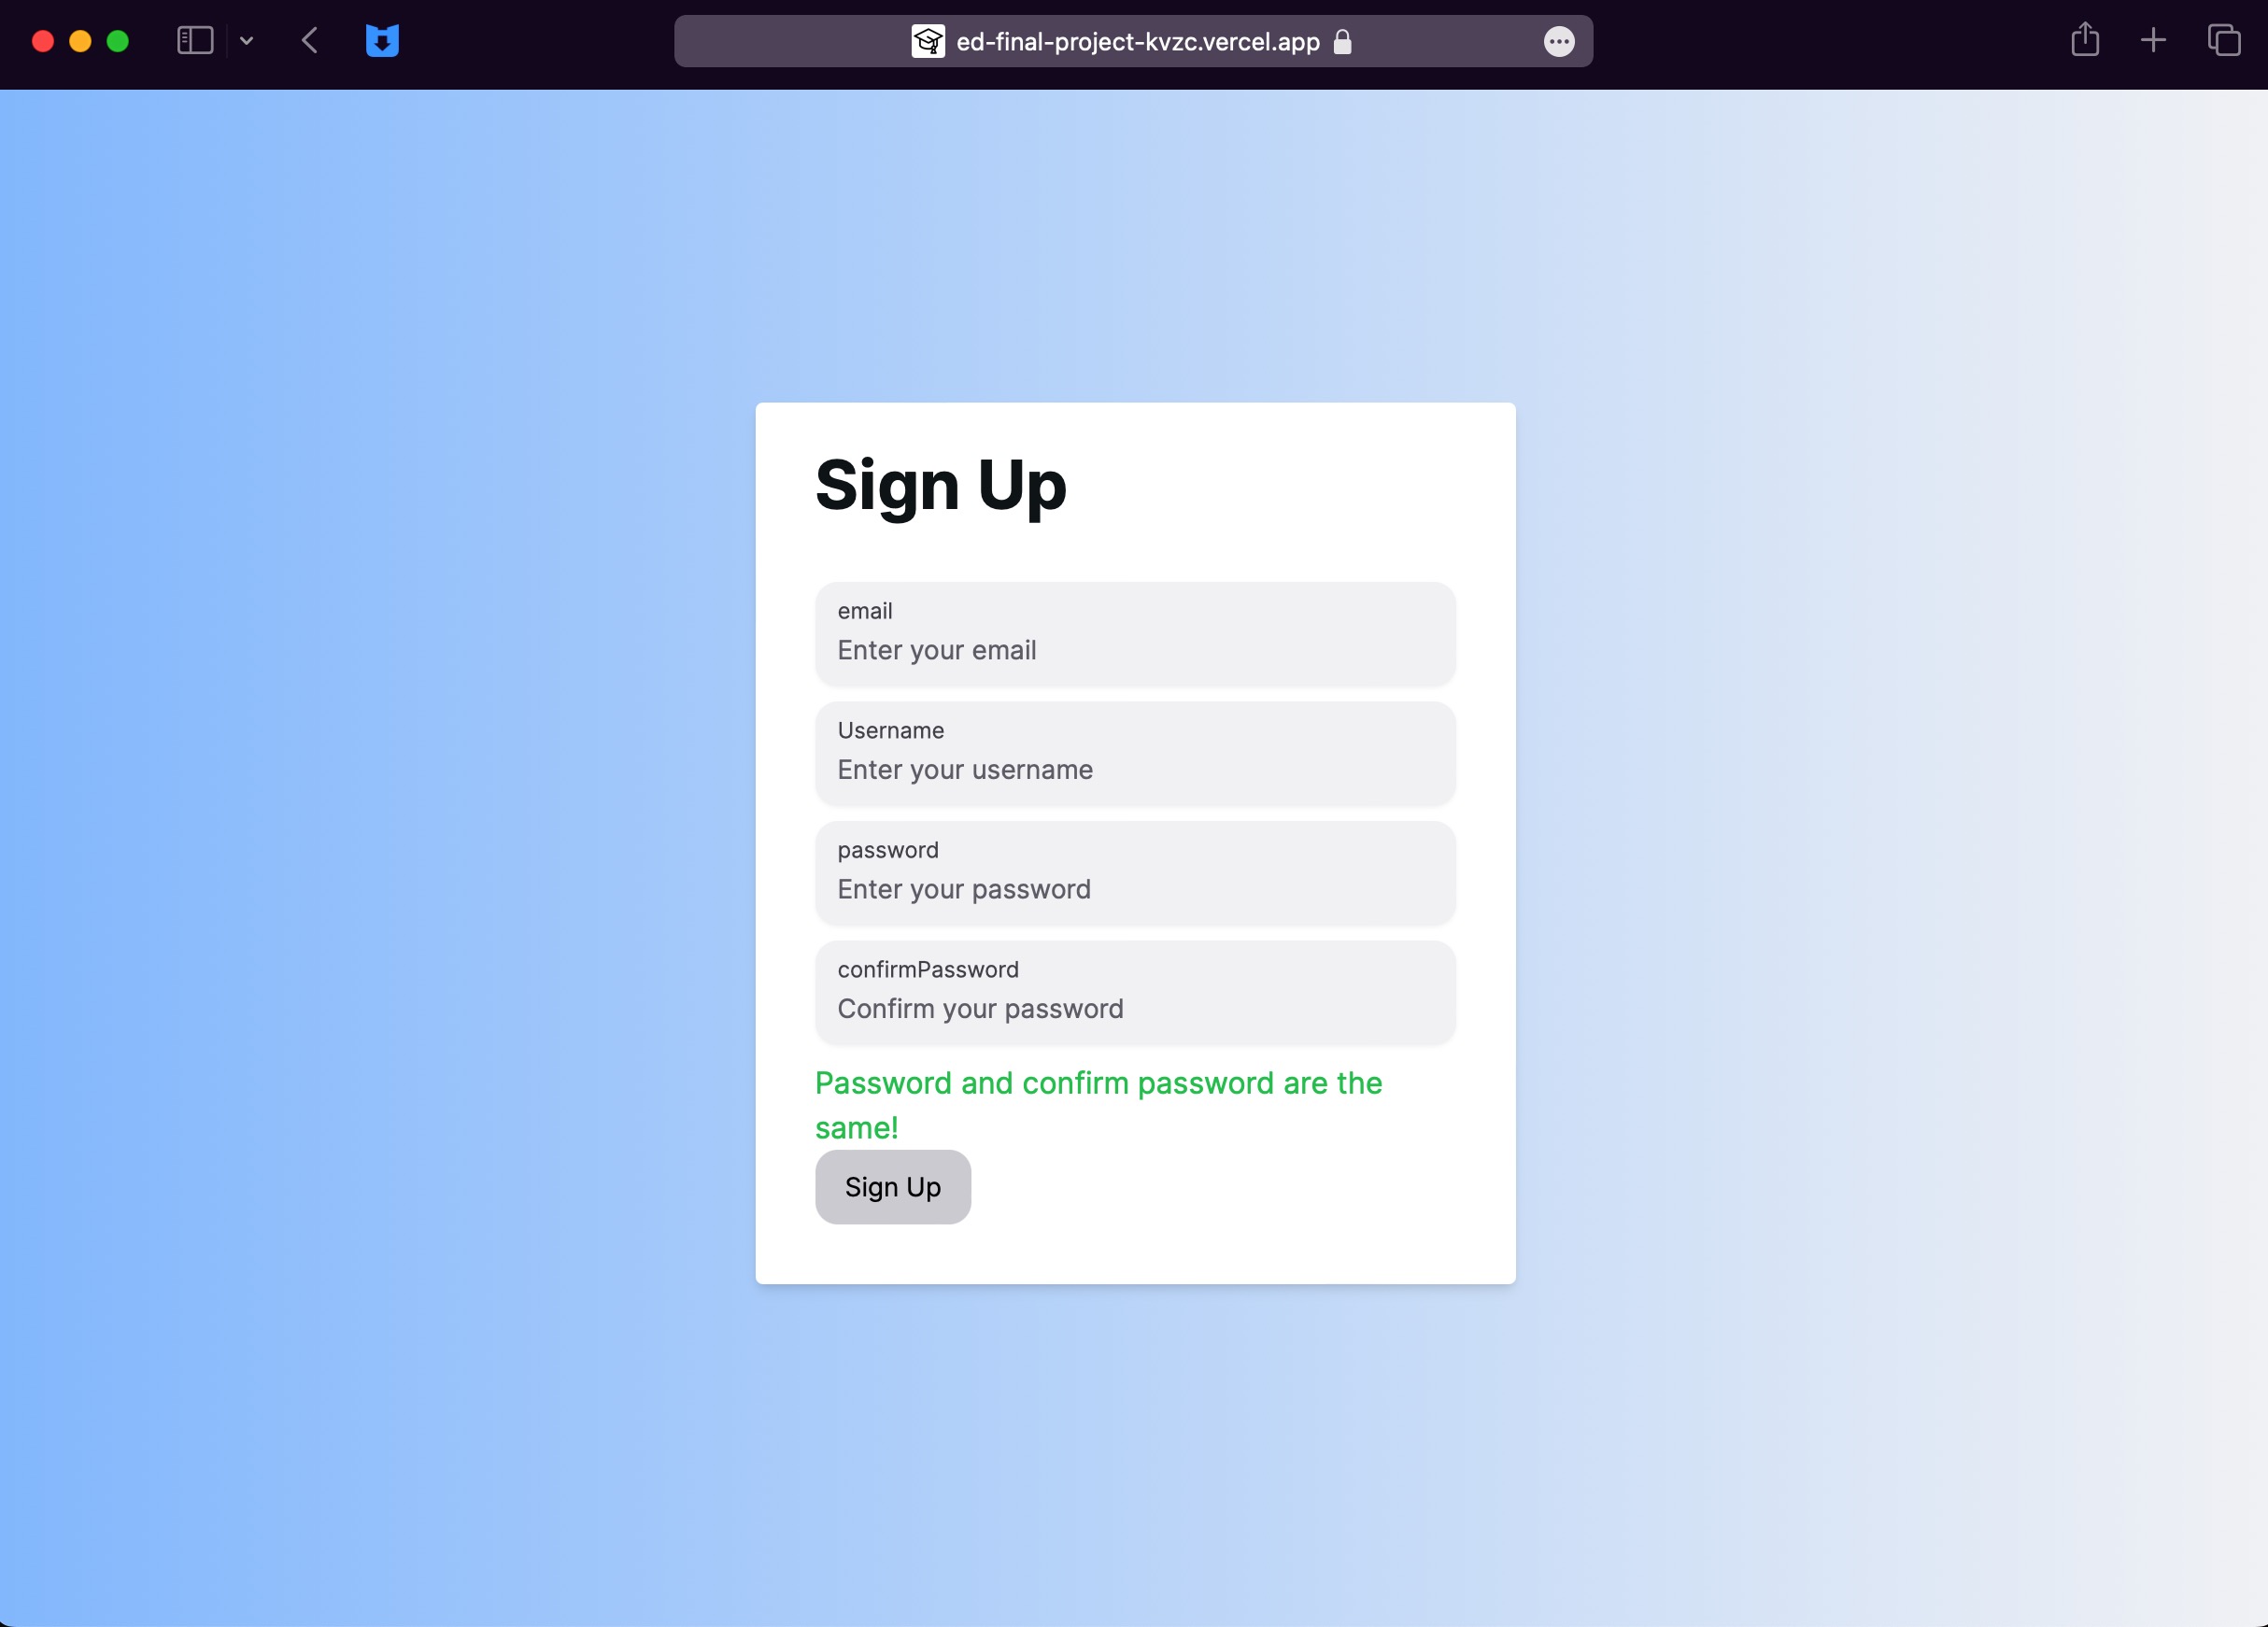 ed-final-project-kvzc.vercel.app
Sign Up
email
Enter your email
Username
Enter your username
password
Enter your password
confirmPassword
Confirm your password
Password and confirm password are the
same!
Sign Up